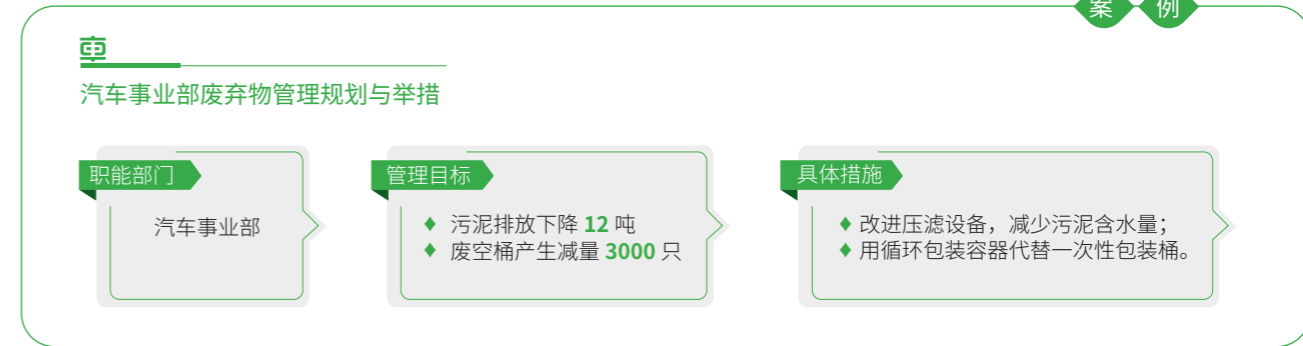 案例
車
汽车事业部废弃物管理规划与举措
职能部门
汽车事业部
管理目标
污泥排放下降 12 吨
废空桶产生减量 3000 只
具体措施
改进压滤设备，减少污泥含水量；
用循环包装容器代替一次性包装桶。